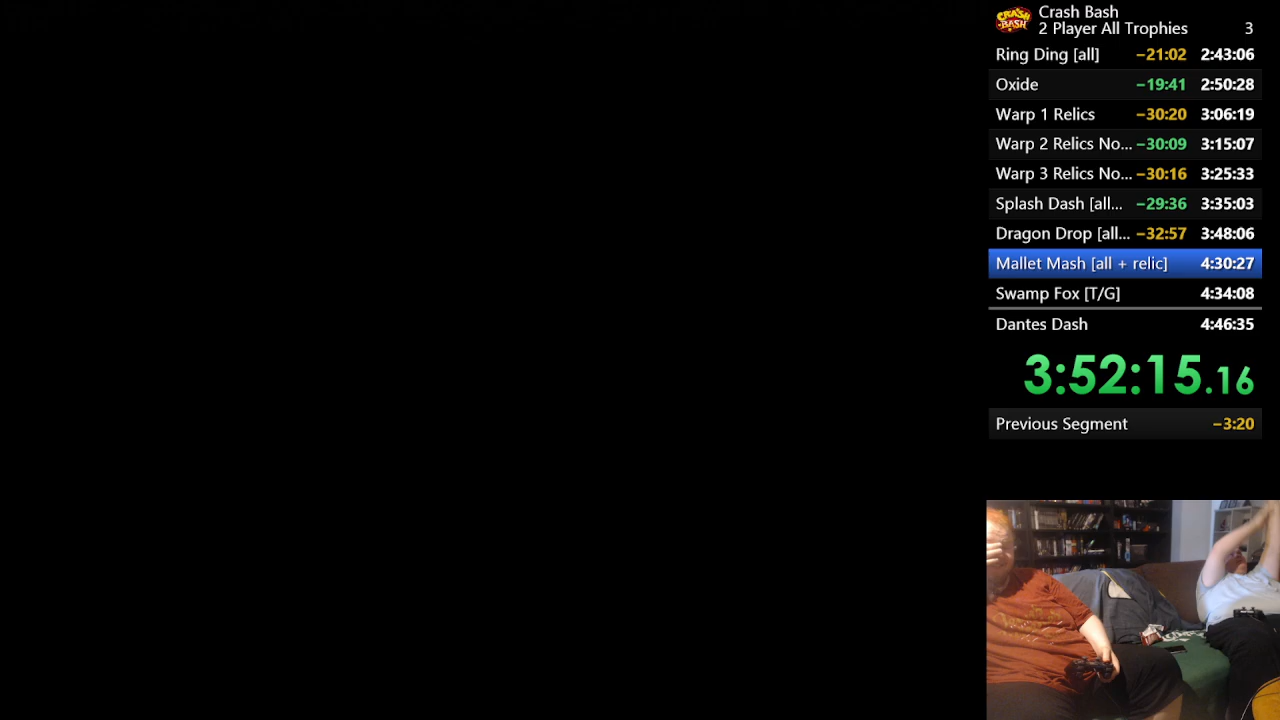 CRASH BASH
Crash Bash
2 Player All Trophies 3
Ring Ding [all] −21:02 2:43:06
Oxide −19:41 2:50:28
Warp 1 Relics −30:20 3:06:19
Warp 2 Relics No... −30:09 3:15:07
Warp 3 Relics No... −30:16 3:25:33
Splash Dash [all... −29:36 3:35:03
Dragon Drop [all... −32:57 3:48:06
Mallet Mash [all + relic] 4:30:27
Swamp Fox [T/G] 4:34:08
Dantes Dash 4:46:35
3:52:15.16
Previous Segment −3:20